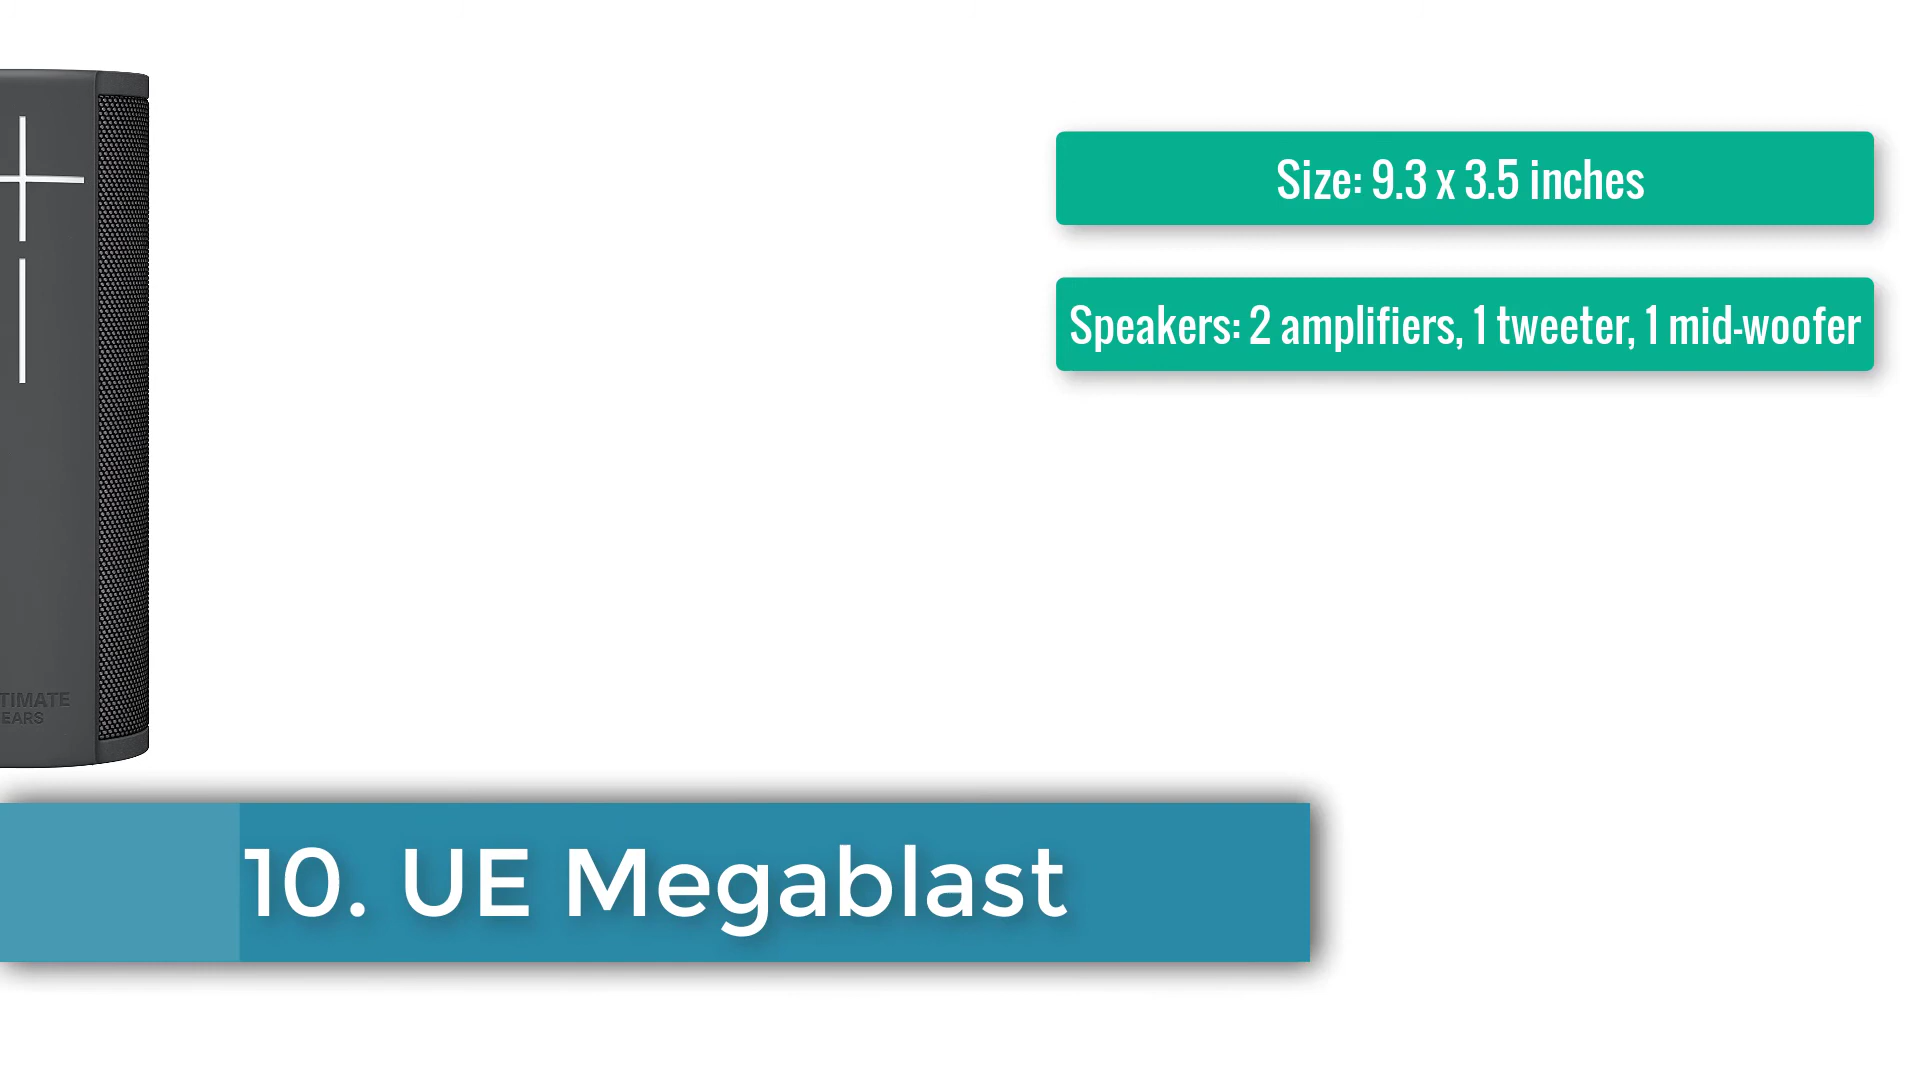 Size: 9.3 x 3.5 inches
Speakers: 2 amplifiers, 1 tweeter, 1 mid-woofer
TIMATE
EARS
10. UE Megablast